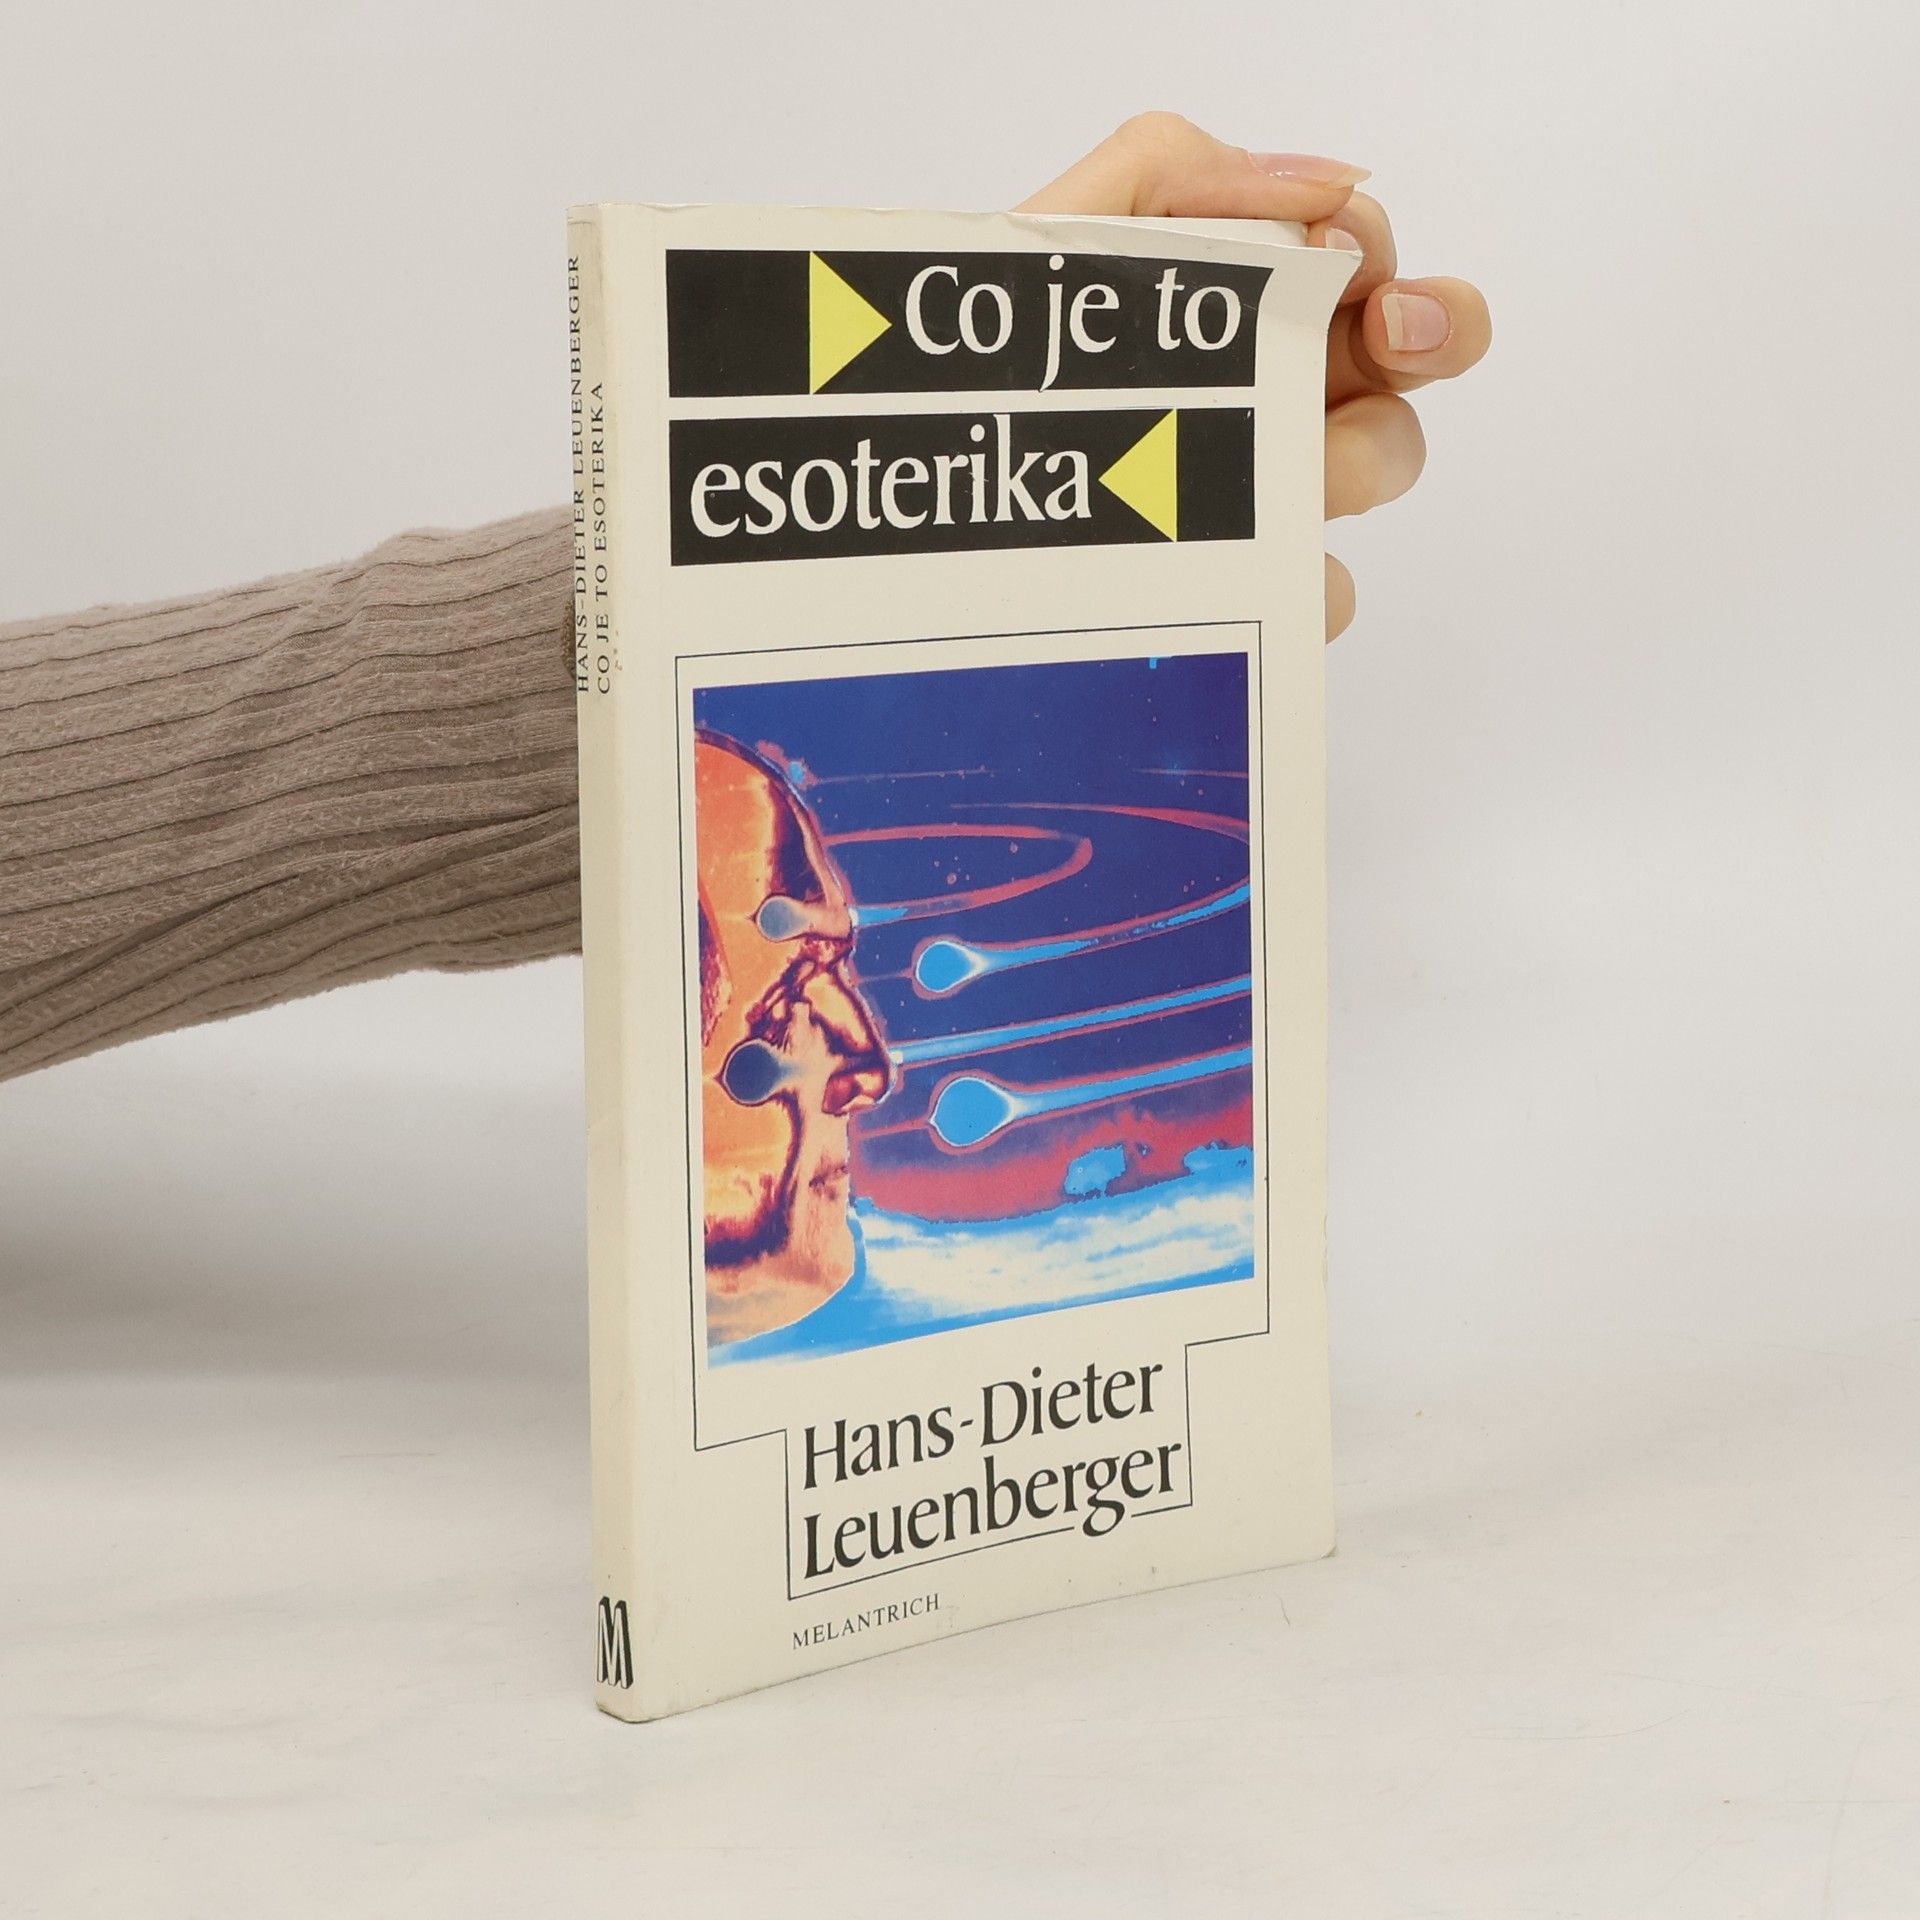 HANS-DIETER LEUENBERGER
CO JE TO ESOTERIKA
M
Co je to
esoterika
Hans-Dieter
Leuenberger
MELANTRICH